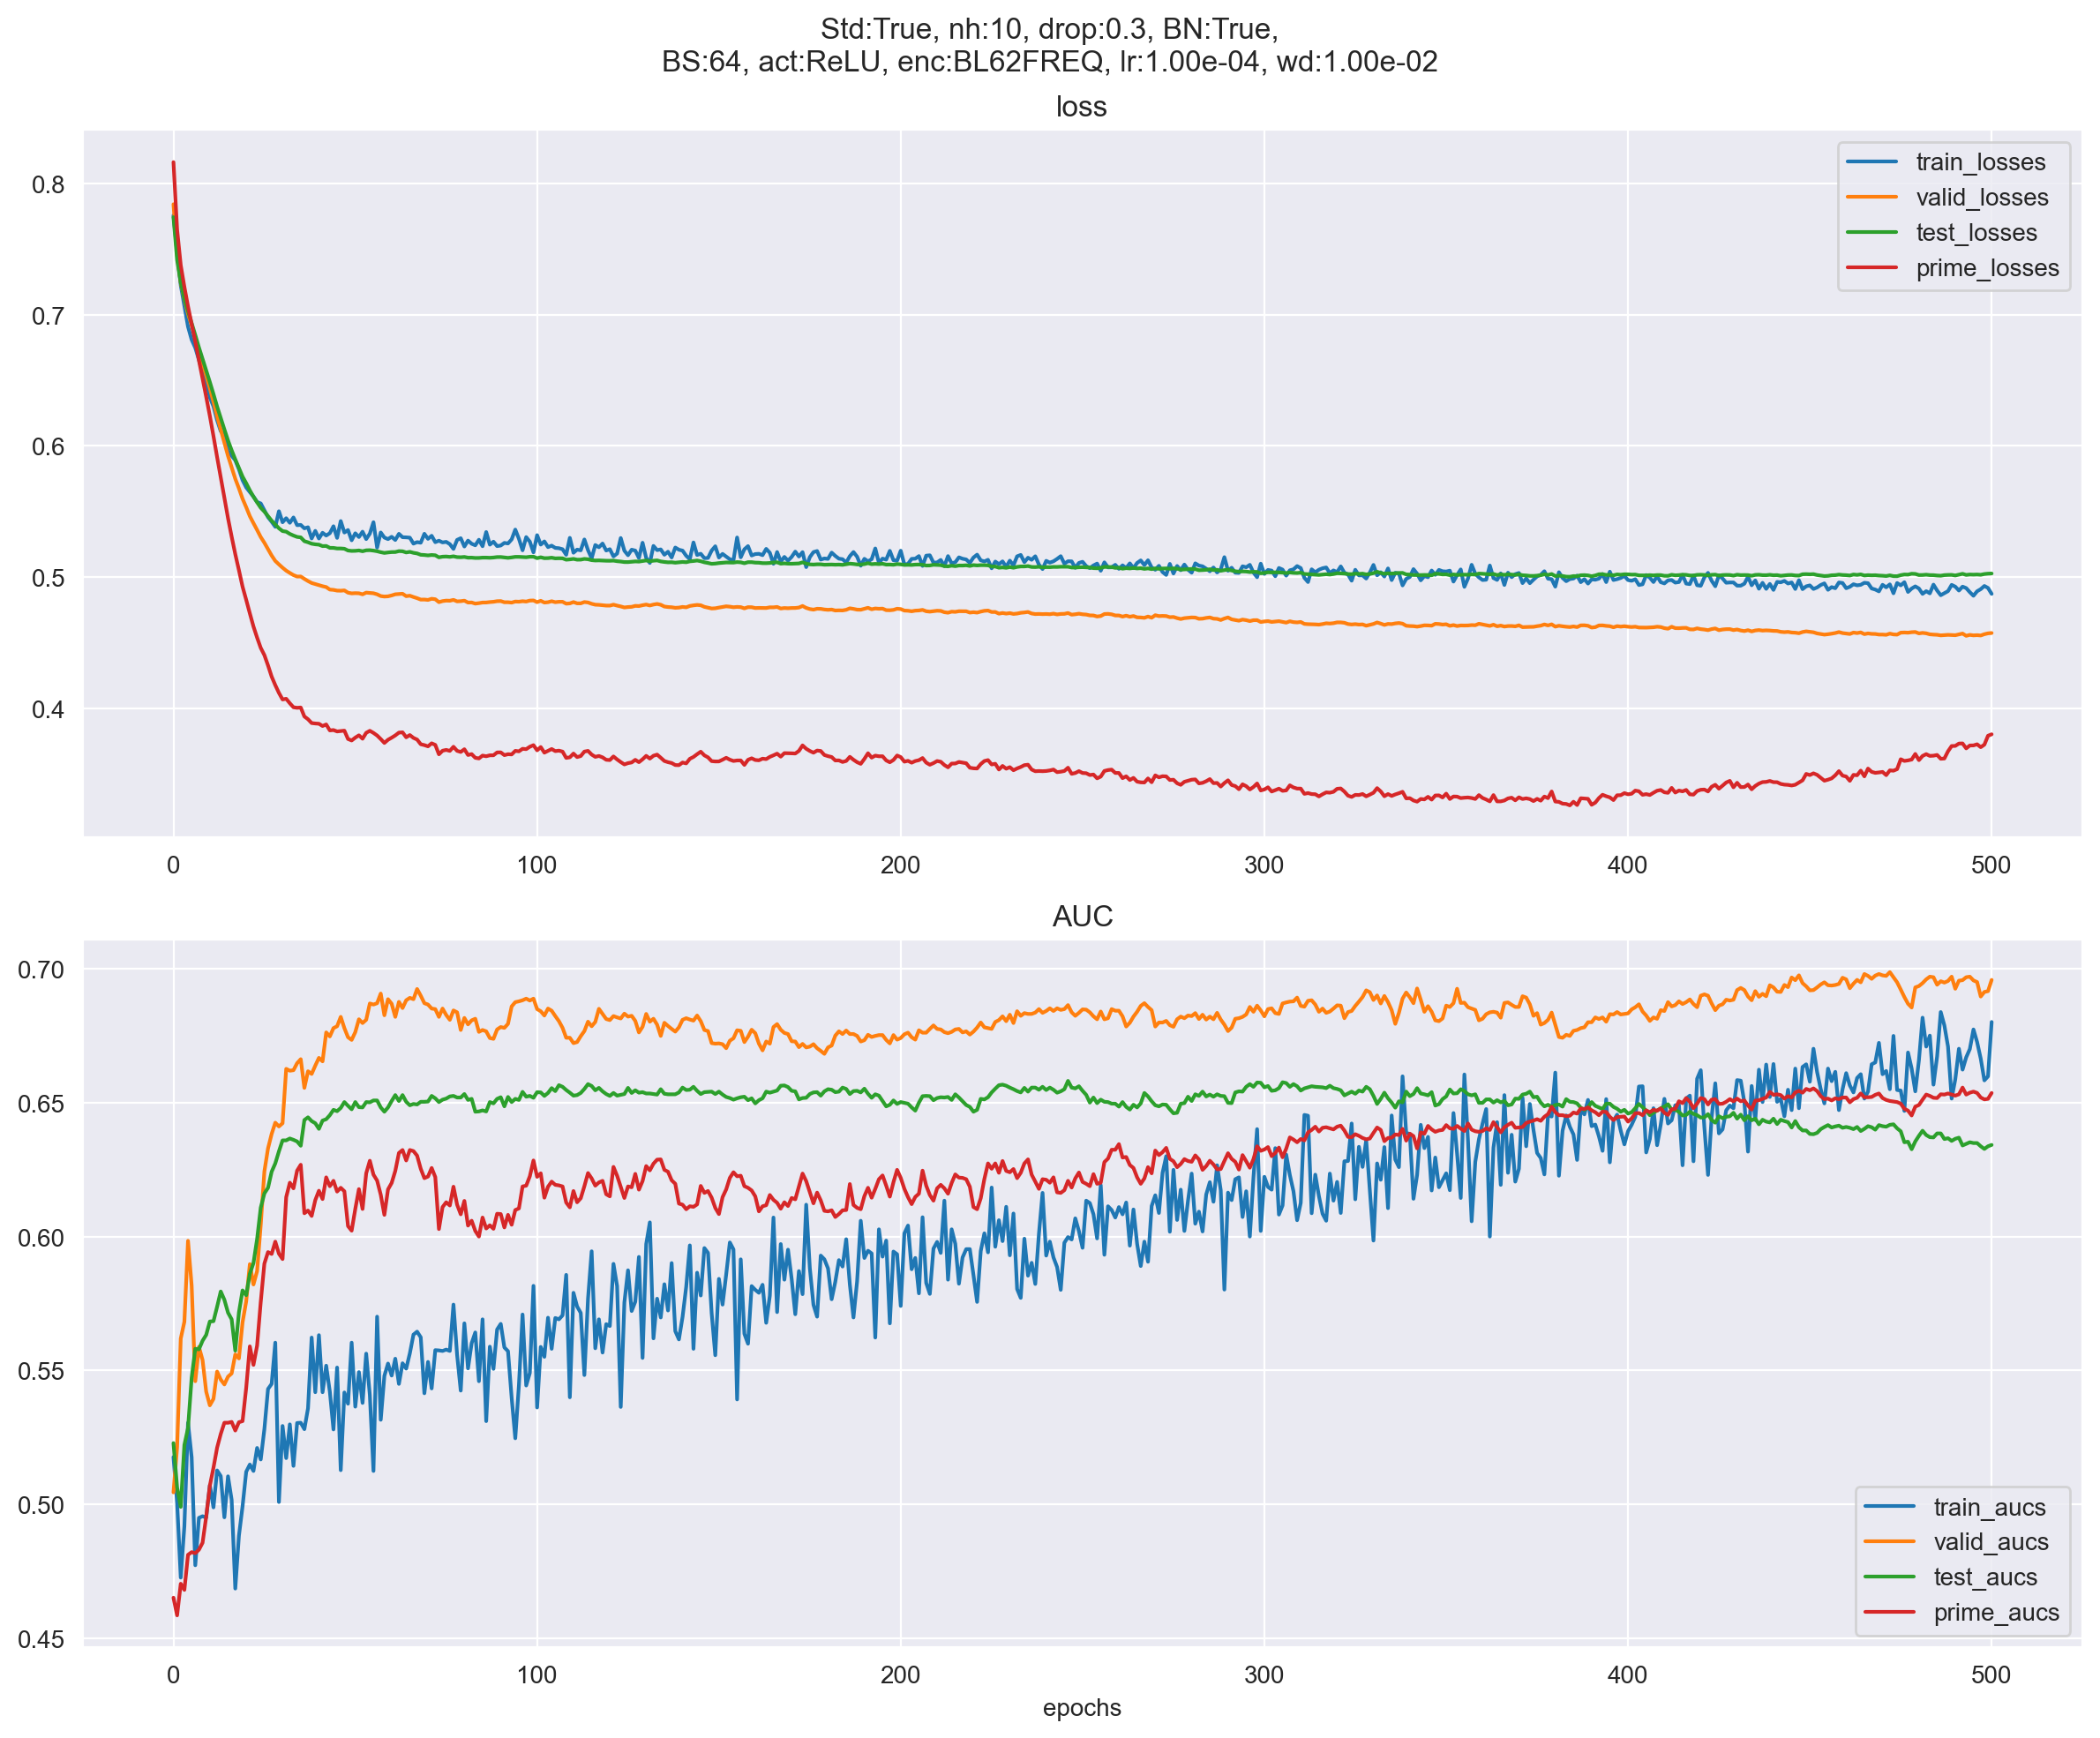 Std:True, nh:10, drop:0.3, BN:True,
BS:64, act:ReLU, enc:BL62FREQ, lr:1.00e-04, wd:1.00e-02
loss
0.8
0.7
0.6
0.5
0.4
train_losses
valid_losses
test_losses
prime_losses
0 100 200 300 400 500
AUC
0.70
0.65
0.60
0.55
0.50
0.45
train_aucs
valid_aucs
test_aucs
prime_aucs
0 100 200 300 400 500
epochs